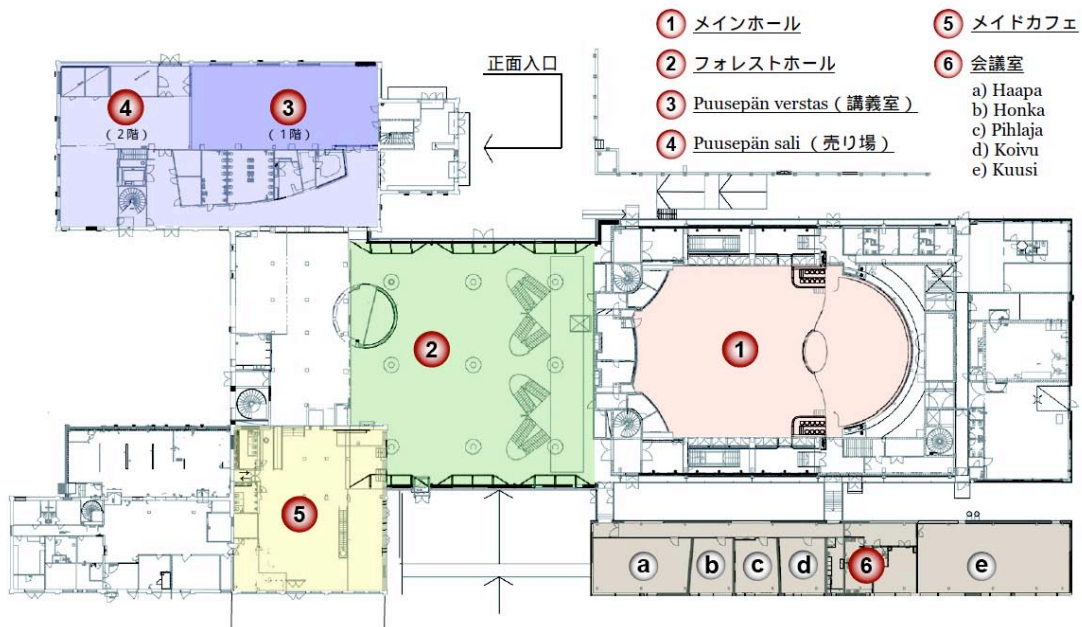 正面入口
1 メインホール
2 フォレストホール
3 Puusepän verstas（講義室）
4 Puusepän sali （売り場）
5 メイドカフェ
6 会議室
a) Haapa
b) Honka
c) Pihlaja
d) Koivu
e) Kuusi
4
（２階）
3
（１階）
2
1
5
a
b
c
d
6
e